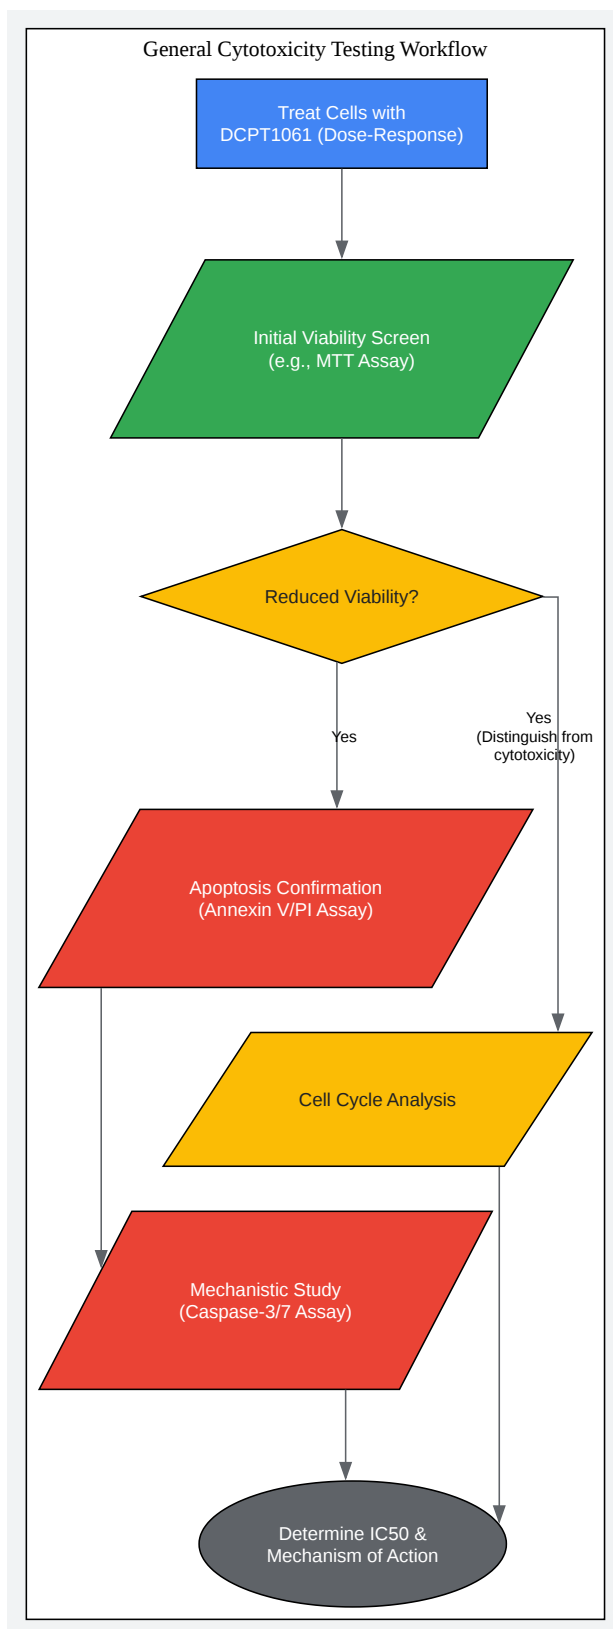 General Cytotoxicity Testing Workflow
Treat Cells with
DCPT1061 (Dose-Response)
Initial Viability Screen
(e.g., MTT Assay)
Reduced Viability?
Yes
Yes
(Distinguish from
cytotoxicity)
Apoptosis Confirmation
(Annexin V/PI Assay)
Cell Cycle Analysis
Mechanistic Study
(Caspase-3/7 Assay)
Determine IC50 &
Mechanism of Action